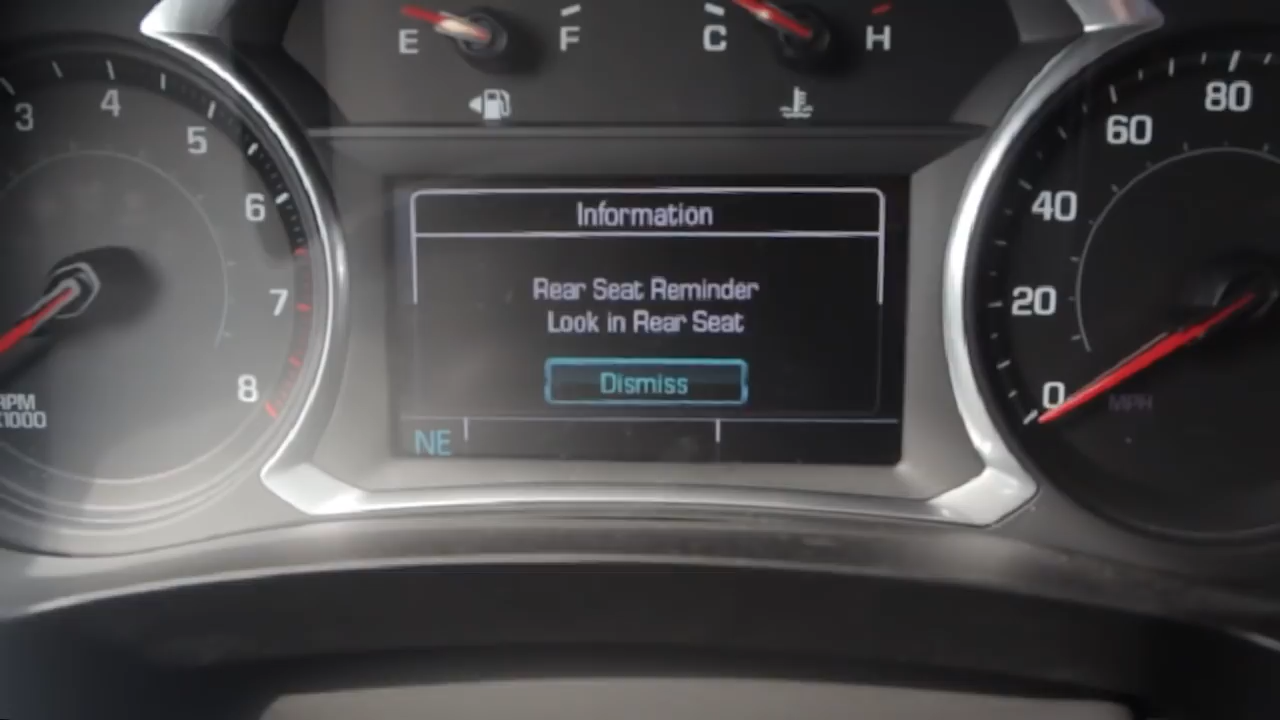 E F C H
3 4 5 6 7 8
RPM
X1000
Information
Rear Seat Reminder
Look in Rear Seat
Dismiss
NE
0 20 40 60 80
MPH